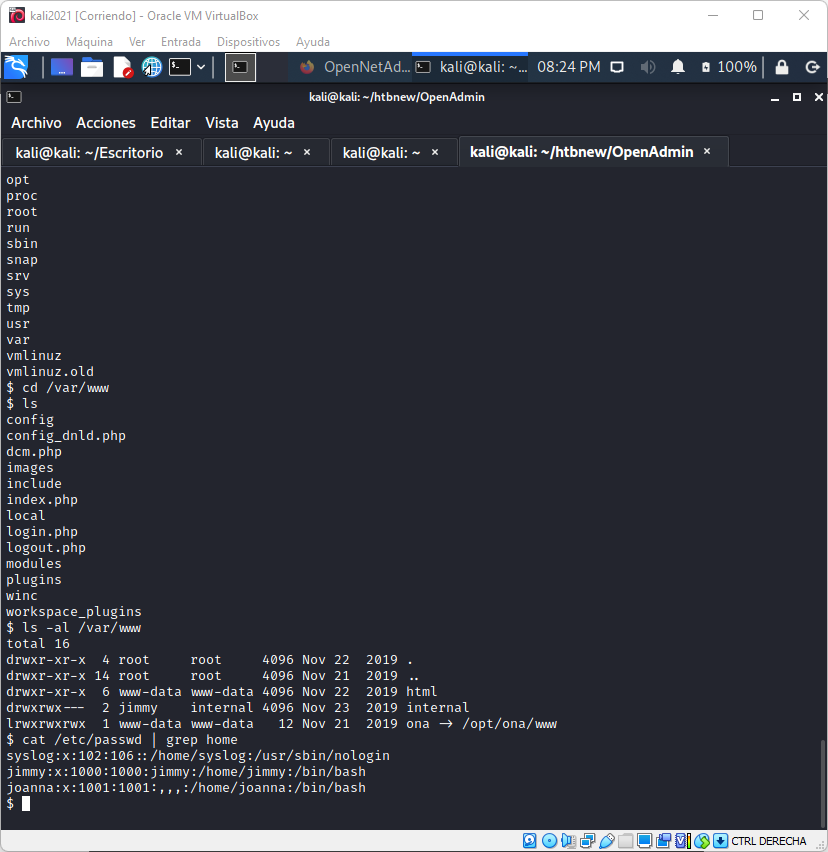 kali2021 [Corriendo] - Oracle VM VirtualBox
Archivo Máquina Ver Entrada Dispositivos Ayuda
OpenNetAd... kali@kali: ~... 08:24 PM 100%
kali@kali: ~/htbnew/OpenAdmin
Archivo Acciones Editar Vista Ayuda
kali@kali: ~/Escritorio × kali@kali: ~ × kali@kali: ~ × kali@kali: ~/htbnew/OpenAdmin ×
opt
proc
root
run
sbin
snap
srv
sys
tmp
usr
var
vmlinuz
vmlinuz.old
$ cd /var/www
$ ls
config
config_dnld.php
dcm.php
images
include
index.php
local
login.php
logout.php
modules
plugins
winc
workspace_plugins
$ ls -al /var/www
total 16
drwxr-xr-x  4 root     root     4096 Nov 22  2019 .
drwxr-xr-x 14 root     root     4096 Nov 21  2019 ..
drwxr-xr-x  6 www-data www-data 4096 Nov 22  2019 html
drwxrwx---  2 jimmy    internal 4096 Nov 23  2019 internal
lrwxrwxrwx  1 www-data www-data   12 Nov 21  2019 ona -> /opt/ona/www
$ cat /etc/passwd | grep home
syslog:x:102:106::/home/syslog:/usr/sbin/nologin
jimmy:x:1000:1000:jimmy:/home/jimmy:/bin/bash
joanna:x:1001:1001:,,,:/home/joanna:/bin/bash
$
CTRL DERECHA